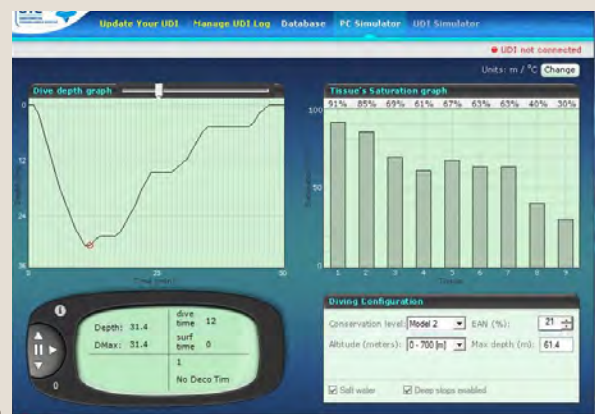 Update Your UDI Manage UDI Log Database PC Simulator UDI Simulator
UDI not connected
Units: m / °C Change
Dive depth graph
0
12
24
36
0
60
Tissue's Saturation graph
100
91% 85% 69% 61% 67% 63% 63% 40% 30%
50
0
1 2 3 4 5 6 7 8 9
Depth: 31.4
dive time 12
DMax: 31.4
surf time 0
1
No Deco Tim
0
Diving Configuration
Conservation level: Model 2 EAN (%): 21
Altitude (meters): 0 - 700 [m] Max depth (m): 61.4
Salt water Deep stops enabled